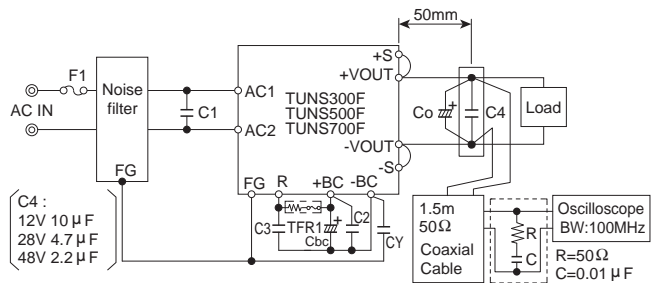 50mm
+S
+VOUT
F1
AC IN
Noise
filter
FG
C1
AC1
AC2
TUNS300F
TUNS500F
TUNS700F
Co
+
C4
Load
-VOUT
-S
FG
R
+BC
-BC
C3
TFR1
+
Cbc
C2
CY
C4 :
12V 10μF
28V 4.7μF
48V 2.2μF
1.5m
50Ω
Coaxial
Cable
R
C
Oscilloscope
BW:100MHz
R=50Ω
C=0.01μF